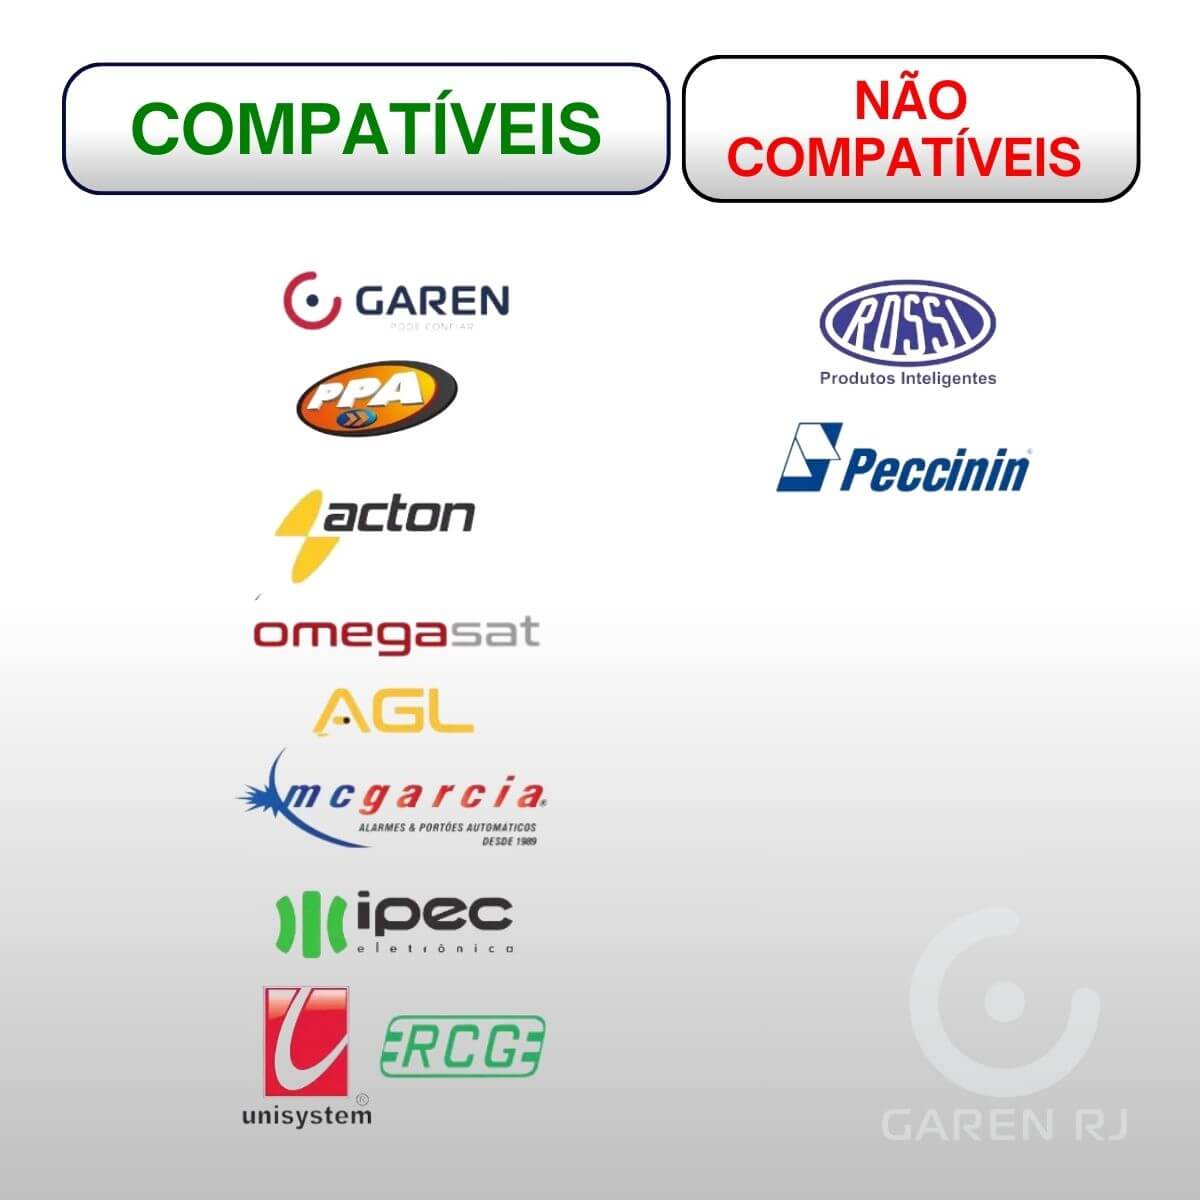 COMPATÍVEIS
NÃO
COMPATÍVEIS
GAREN
PODE CONFIAR
PPA
acton
omegasat
AGL
mcgarcia®
ALARMES & PORTÕES AUTOMÁTICOS
DESDE 1989
ipec
eletrônica
unisystem®
RCG
ROSSI
Produtos Inteligentes
Peccinin®
GAREN RJ